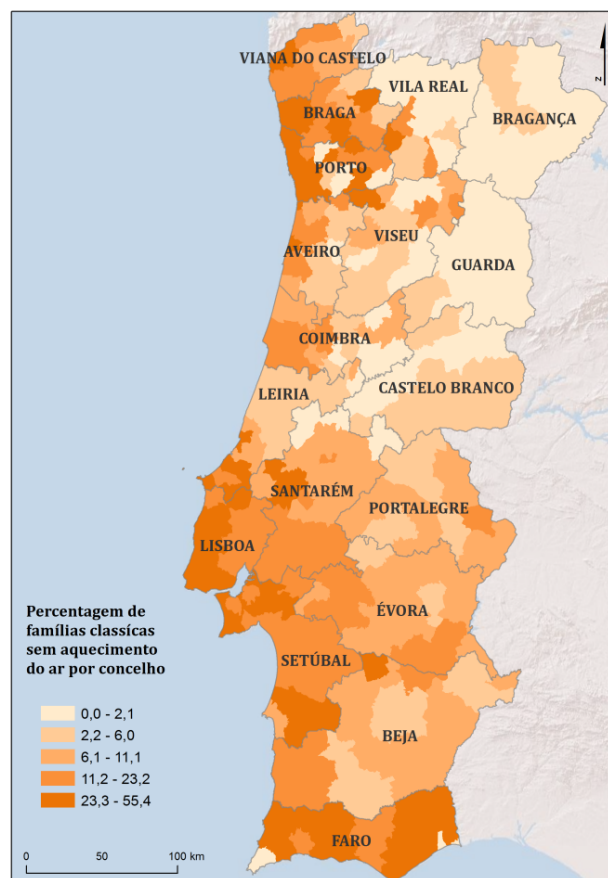 VIANA DO CASTELO
VILA REAL
BRAGANÇA
BRAGA
PORTO
AVEIRO
VISEU
GUARDA
COIMBRA
LEIRIA
CASTELO BRANCO
SANTARÉM
PORTALEGRE
LISBOA
ÉVORA
SETÚBAL
BEJA
FARO
N
Percentagem de
famílias classícas
sem aquecimento
do ar por concelho
0,0 - 2,1
2,2 - 6,0
6,1 - 11,1
11,2 - 23,2
23,3 - 55,4
0 50 100 km